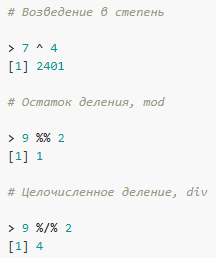 # Возведение в степень
> 7 ^ 4
[1] 2401
# Остаток деления, mod
> 9 %% 2
[1] 1
# Целочисленное деление, div
> 9 %/% 2
[1] 4